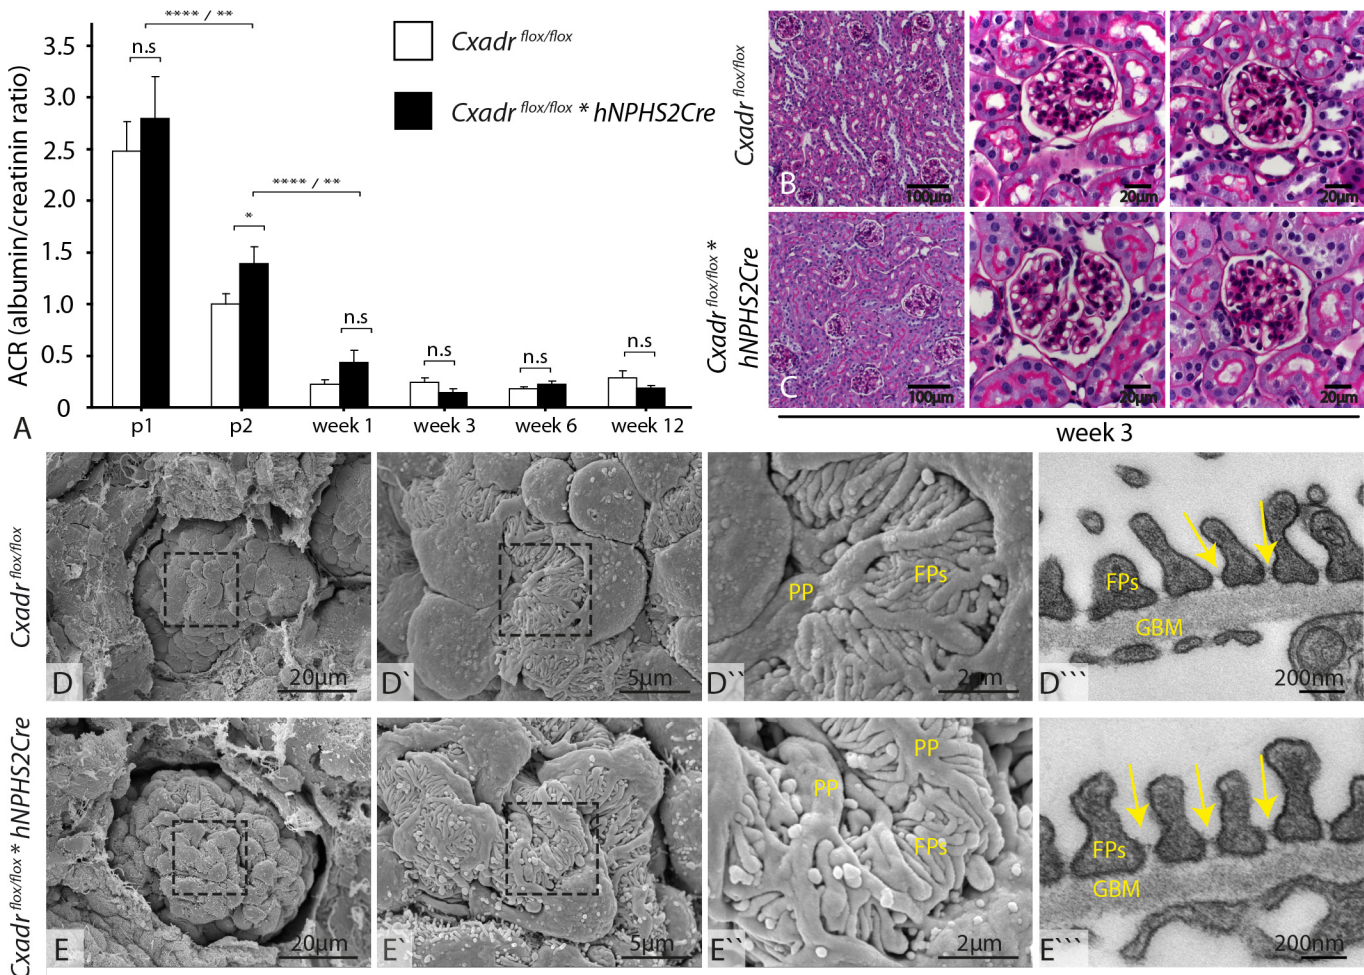 **** / **
3.5
n.s
Cxadr flox/flox
3.0
Cxadr flox/flox * hNPHS2Cre
2.5
**** / **
2.0
*
1.5
1.0
n.s
0.5
n.s
n.s
n.s
0
ACR (albumin/creatinin ratio)
p1 p2 week 1 week 3 week 6 week 12
A
Cxadr flox/flox
B
100µm
20µm
20µm
Cxadr flox/flox *
hNPHS2Cre
C
100µm
20µm
20µm
week 3
Cxadr flox/flox
D
20µm
D`
5µm
PP
FPs
D``
2µm
FPs
GBM
D```
200nm
Cxadr flox/flox * hNPHS2Cre
E
20µm
E`
5µm
PP
PP
FPs
E``
2µm
FPs
GBM
E```
200nm